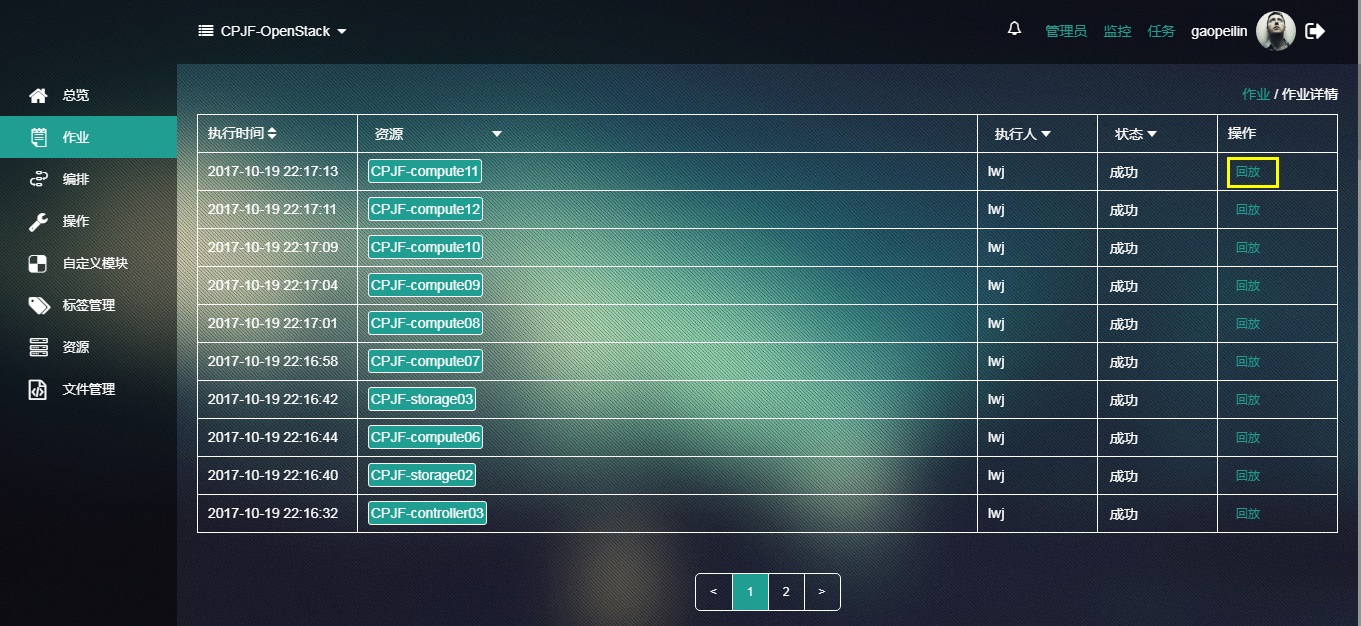 CPJF-OpenStack
管理员 监控 任务 gaopeilin
总览
作业
编排
操作
自定义模块
标签管理
资源
文件管理
作业 / 作业详情
执行时间 资源 执行人 状态 操作
2017-10-19 22:17:13 CPJF-compute11 lwj 成功 回放
2017-10-19 22:17:11 CPJF-compute12 lwj 成功 回放
2017-10-19 22:17:09 CPJF-compute10 lwj 成功 回放
2017-10-19 22:17:04 CPJF-compute09 lwj 成功 回放
2017-10-19 22:17:01 CPJF-compute08 lwj 成功 回放
2017-10-19 22:16:58 CPJF-compute07 lwj 成功 回放
2017-10-19 22:16:42 CPJF-storage03 lwj 成功 回放
2017-10-19 22:16:44 CPJF-compute06 lwj 成功 回放
2017-10-19 22:16:40 CPJF-storage02 lwj 成功 回放
2017-10-19 22:16:32 CPJF-controller03 lwj 成功 回放
< 1 2 >